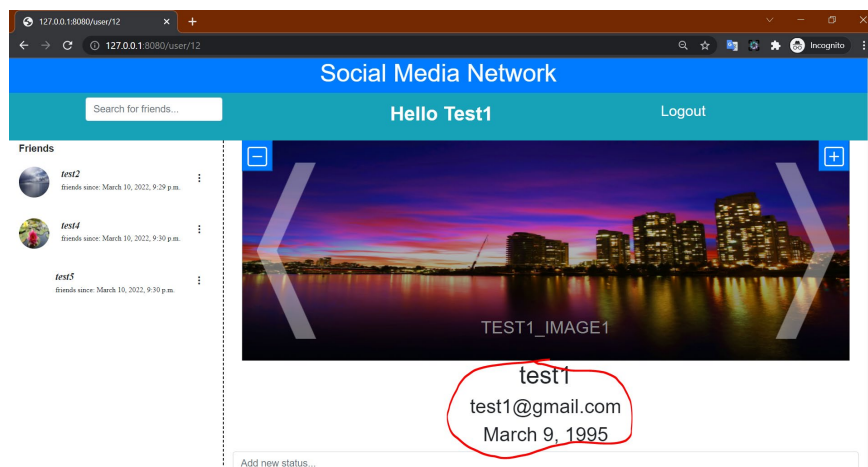 127.0.0.1:8080/user/12
127.0.0.1:8080/user/12
Incognito
Social Media Network
Search for friends...
Hello Test1
Logout
Friends
test2
friends since: March 10, 2022, 9:29 p.m.
test4
friends since: March 10, 2022, 9:30 p.m.
test5
friends since: March 10, 2022, 9:30 p.m.
TEST1_IMAGE1
test1
test1@gmail.com
March 9, 1995
Add new status...